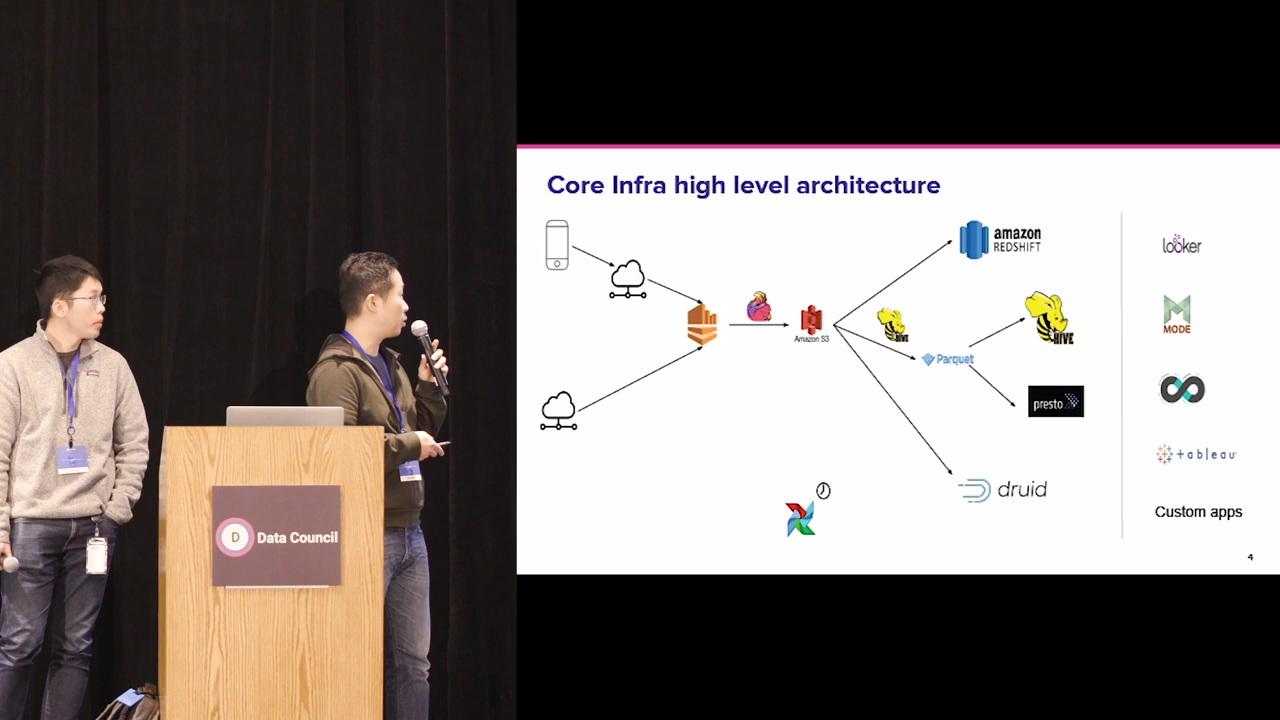 Core Infra high level architecture
amazon
REDSHIFT
looker
Amazon S3
HIVE
Parquet
HIVE
MODE
presto
+ a b l e a u
druid
Custom apps
4
D
Data Council